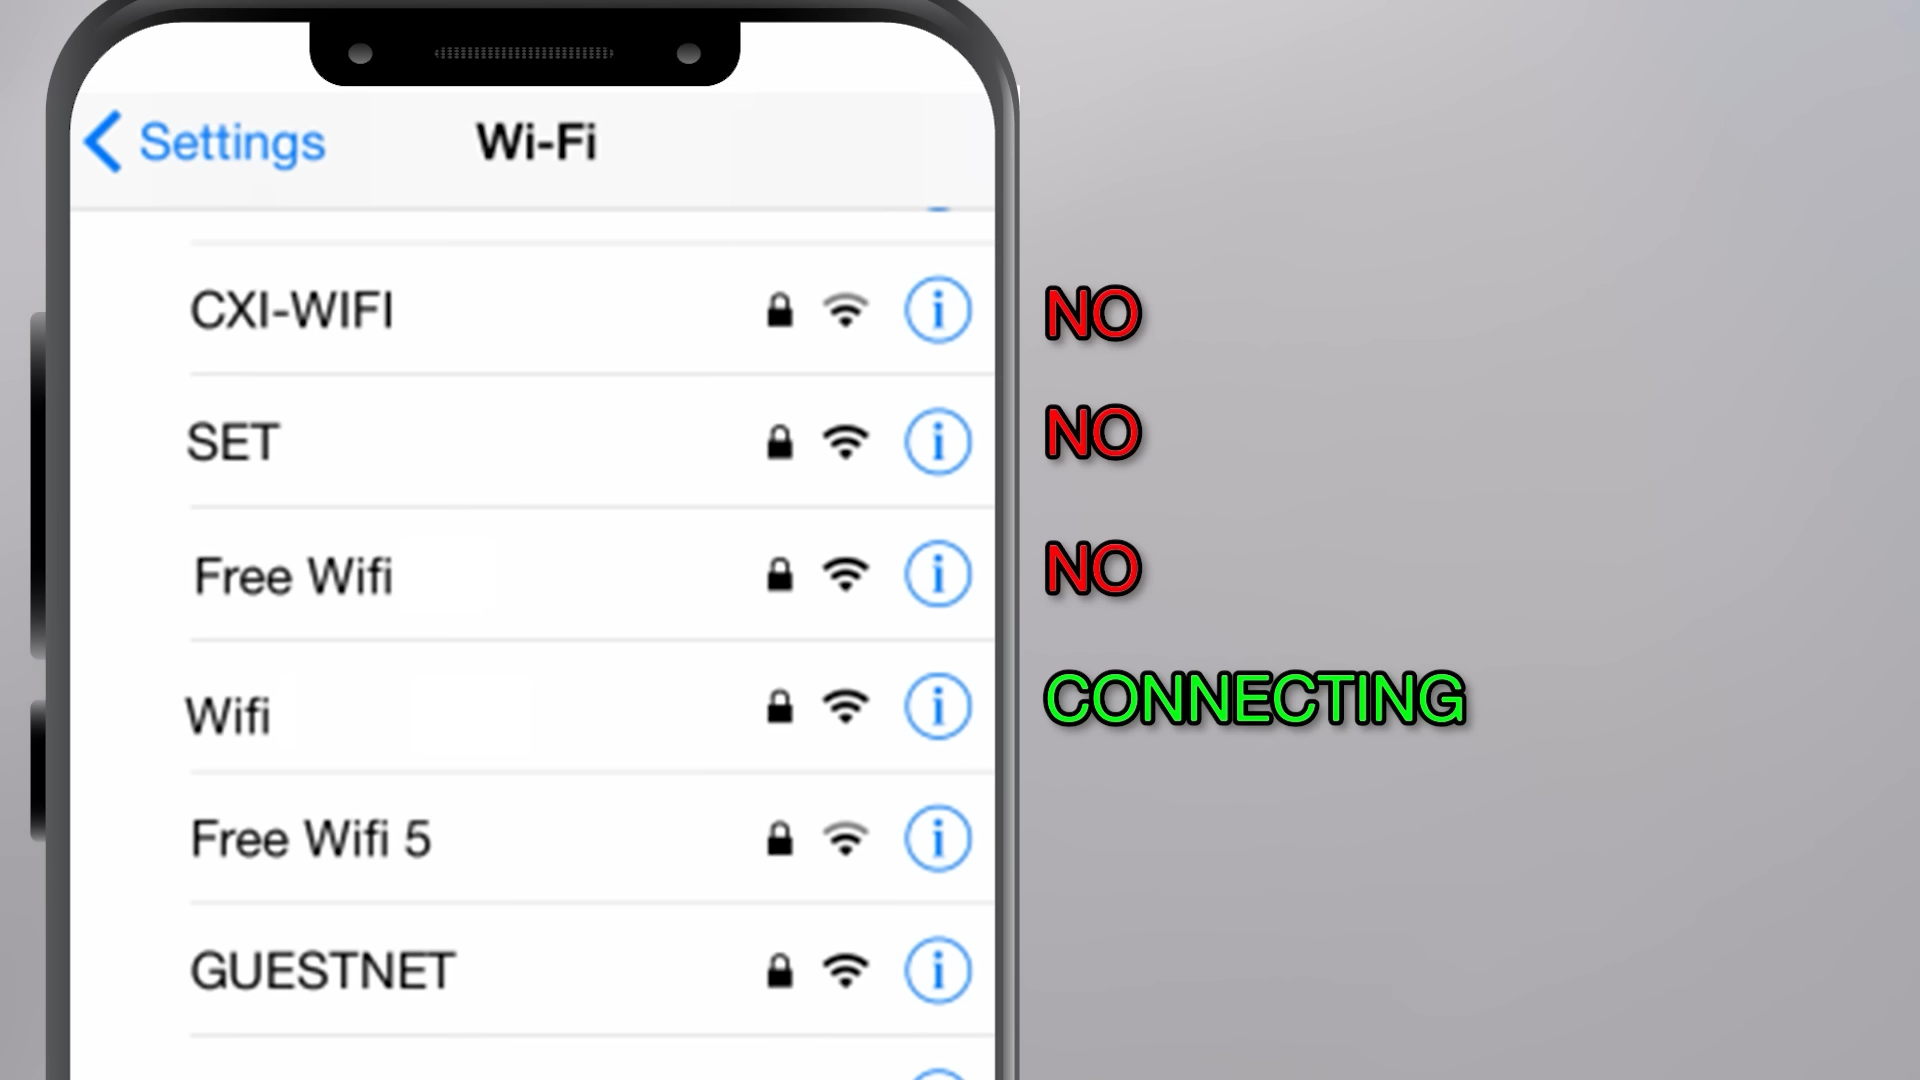 Settings
Wi-Fi
CXI-WIFI
NO
SET
NO
Free Wifi
NO
Wifi
CONNECTING
Free Wifi 5
GUESTNET